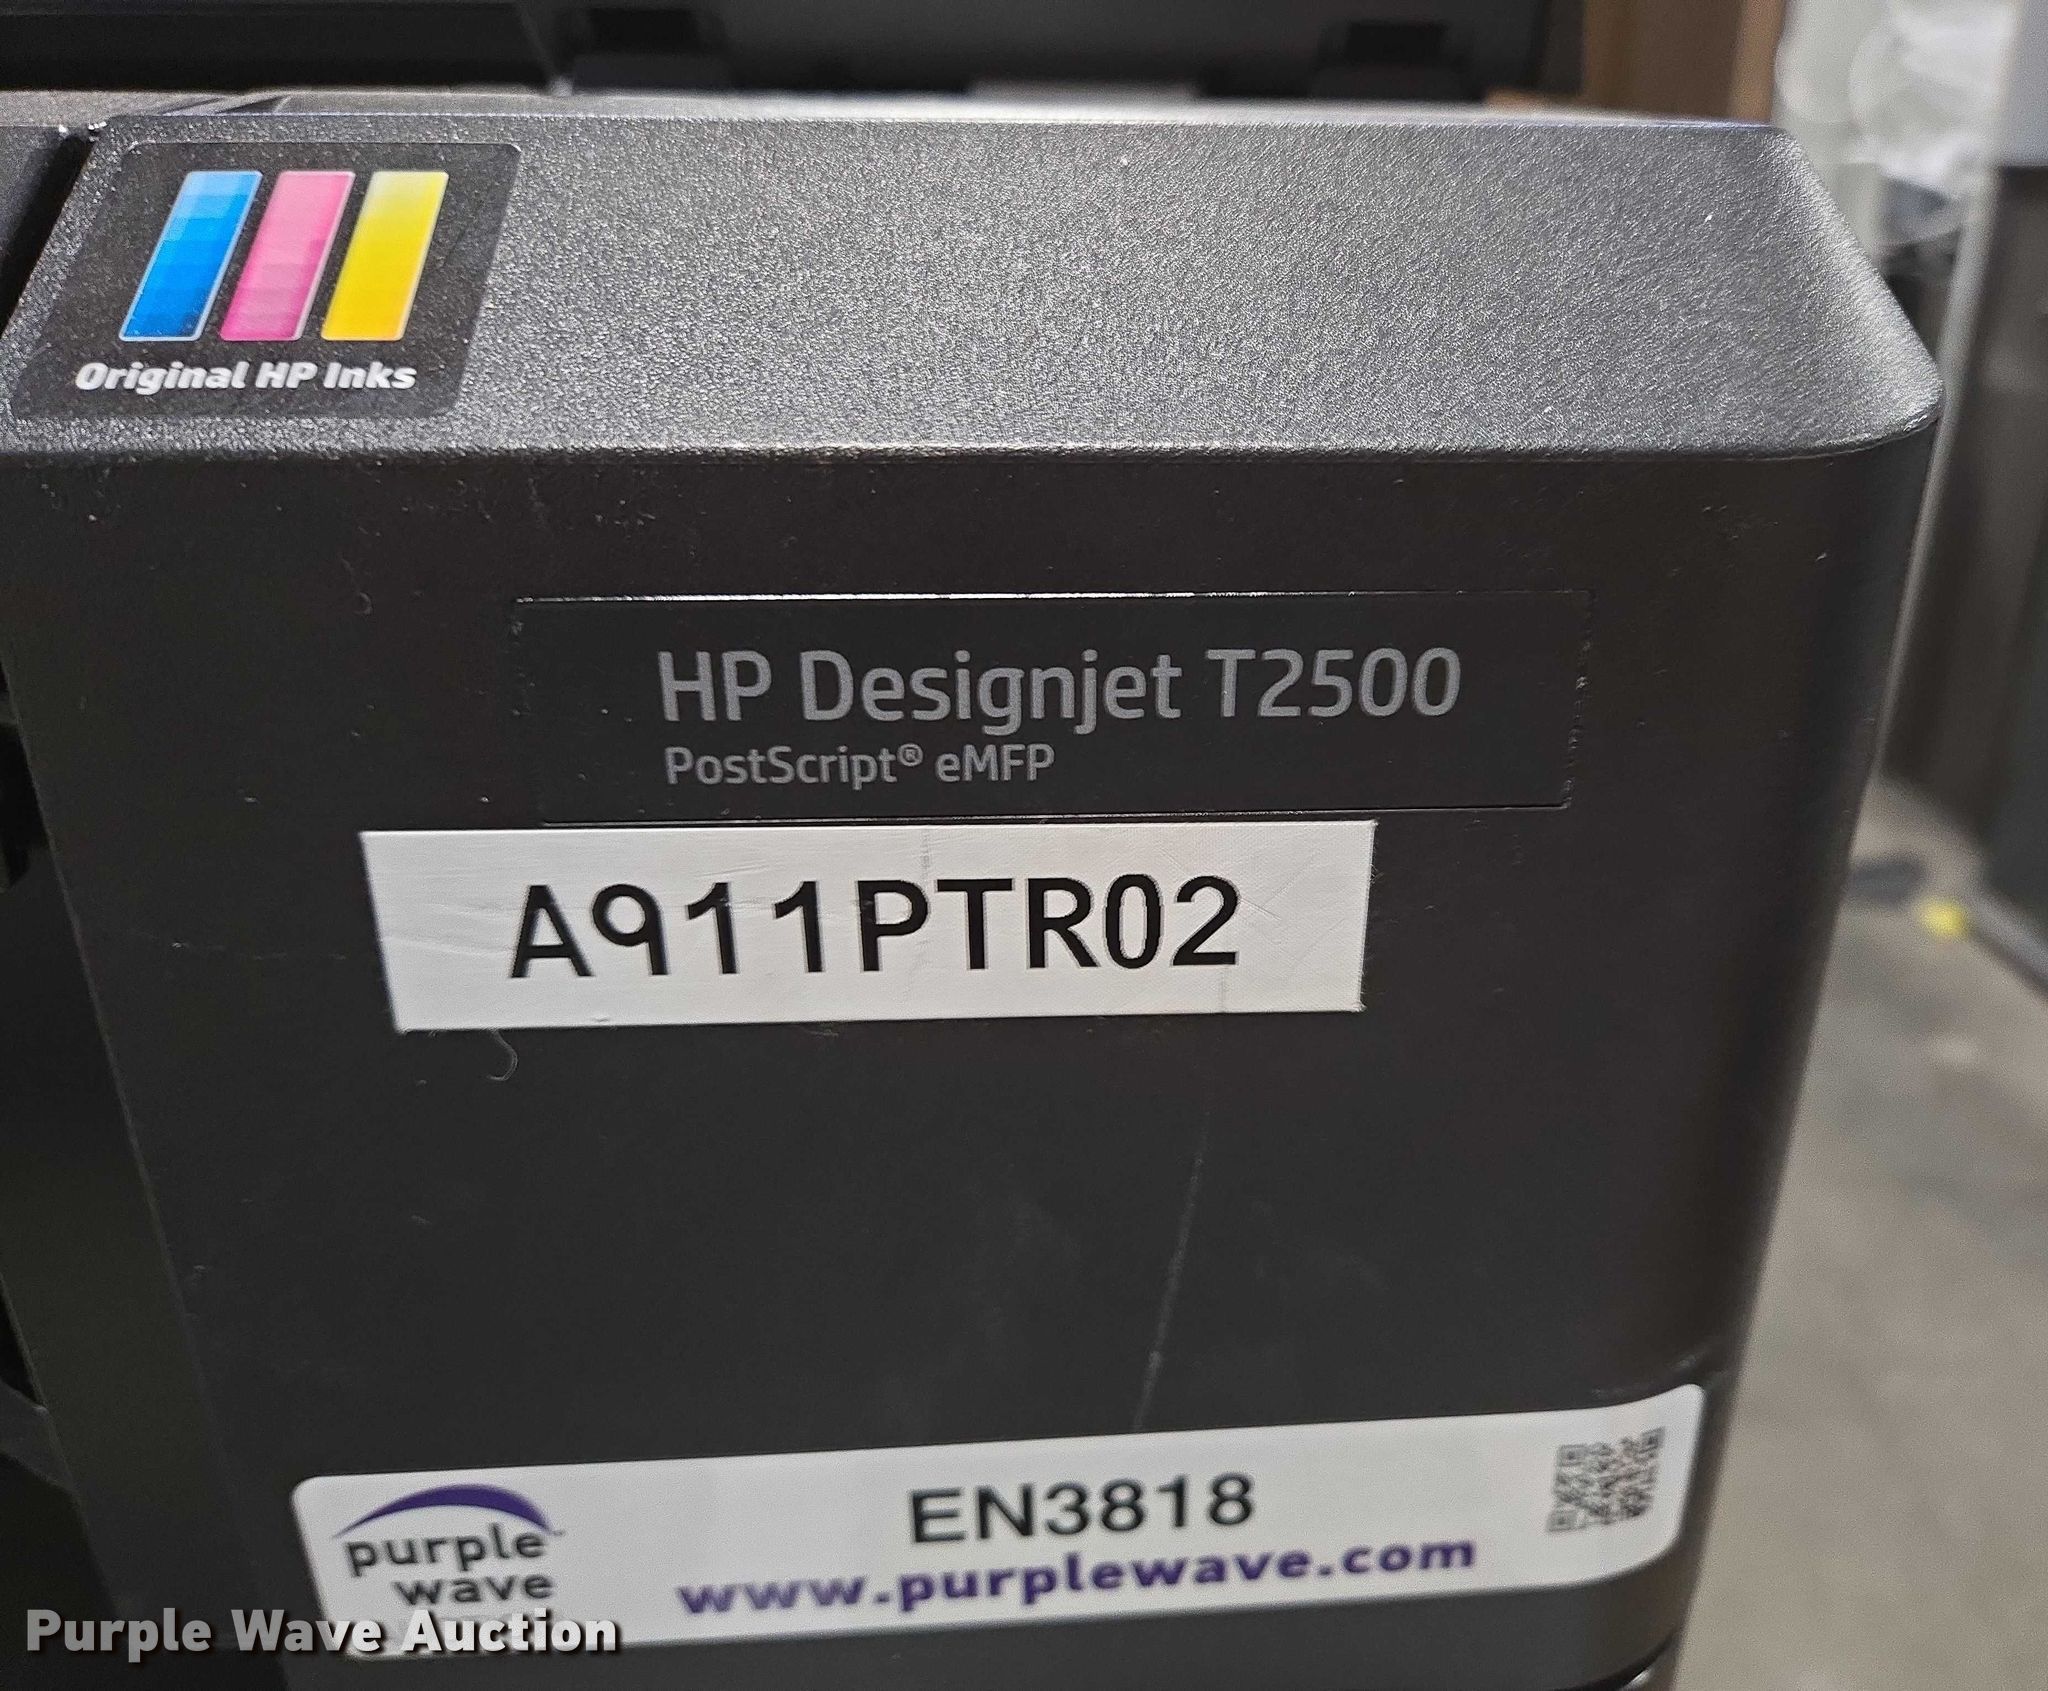 Original HP Inks
HP Designjet T2500
PostScript® eMFP
A911PTR02
purple
wave
EN3818
www.purplewave.com
Purple Wave Auction